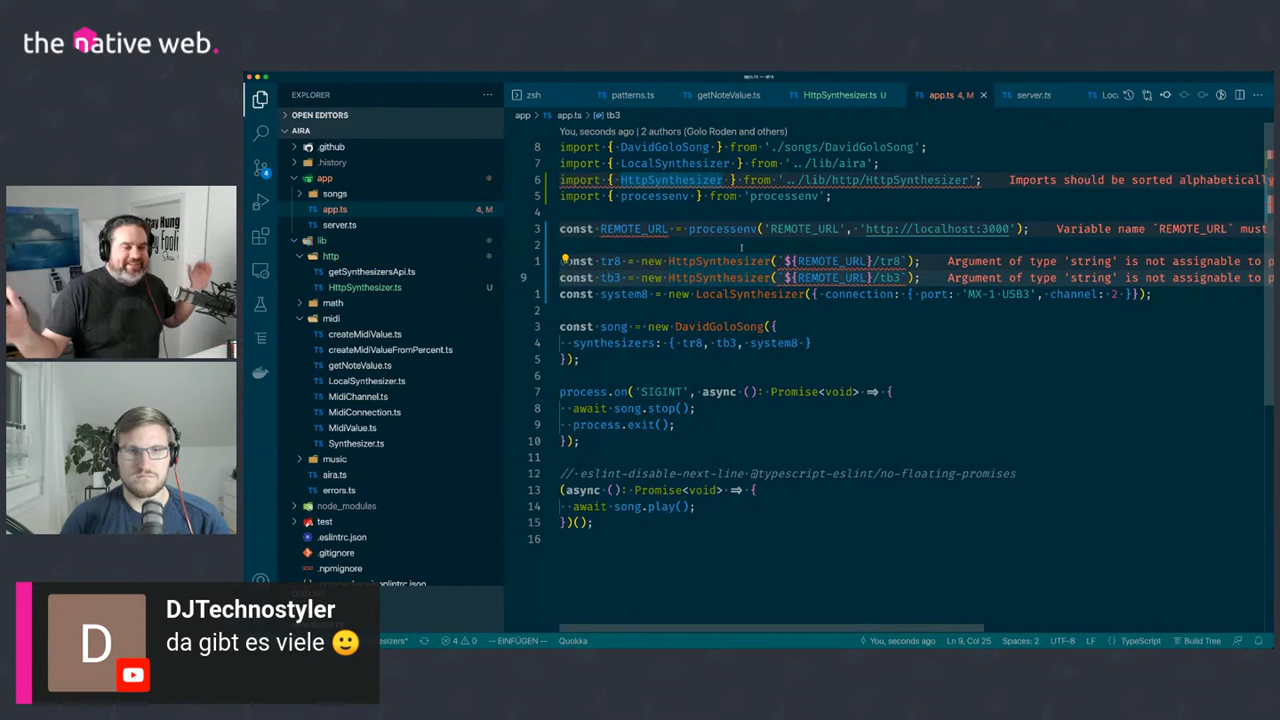 the native web.
app.ts — aira
EXPLORER
zsh
getNoteValue.ts
patterns.ts
HttpSynthesizer.ts U
app.ts 4, M
server.ts
OPEN EDITORS
AIRA
.github
.history
app
songs
app.ts 4, M
server.ts
lib
http
getSynthesizersApi.ts
HttpSynthesizer.ts U
math
midi
createMidiValue.ts
createMidiValueFromPercent.ts
getNoteValue.ts
LocalSynthesizer.ts
MidiChannel.ts
MidiConnection.ts
MidiValue.ts
Synthesizer.ts
music
aira.ts
errors.ts
node_modules
test
.eslintrc.json
.gitignore
.npmignore
4
app > app.ts > tb3
You, seconds ago | 2 authors (Golo Roden and others)
8 import { DavidGoloSong } from './songs/DavidGoloSong';
7 import { LocalSynthesizer } from '../lib/aira';
6 import { HttpSynthesizer } from '../lib/http/HttpSynthesizer'; Imports should be sorted alphabetically
5 import { processenv } from 'processenv';
4
3 const REMOTE_URL = processenv('REMOTE_URL', 'http://localhost:3000'); Variable name `REMOTE_URL` must
2
1 const tr8 = new HttpSynthesizer(`${REMOTE_URL}/tr8`); Argument of type 'string' is not assignable to p
9 const tb3 = new HttpSynthesizer(`${REMOTE_URL}/tb3`); Argument of type 'string' is not assignable to p
1 const system8 = new LocalSynthesizer({ connection: { port: 'MX-1-USB3', channel: 2 }});
2
3 const song = new DavidGoloSong({
4 synthesizers: { tr8, tb3, system8 }
5 });
6
7 process.on('SIGINT', async (): Promise<void> => {
8 await song.stop();
9 process.exit();
10 });
11
12 // eslint-disable-next-line @typescript-eslint/no-floating-promises
13 (async (): Promise<void> => {
14 await song.play();
15 })();
16
4 0
-- EINFÜGEN --
Quokka
You, seconds ago
Ln 9, Col 25
Spaces: 2
UTF-8
LF
TypeScript
Build Tree
D
DJTechnostyler
da gibt es viele 🙂